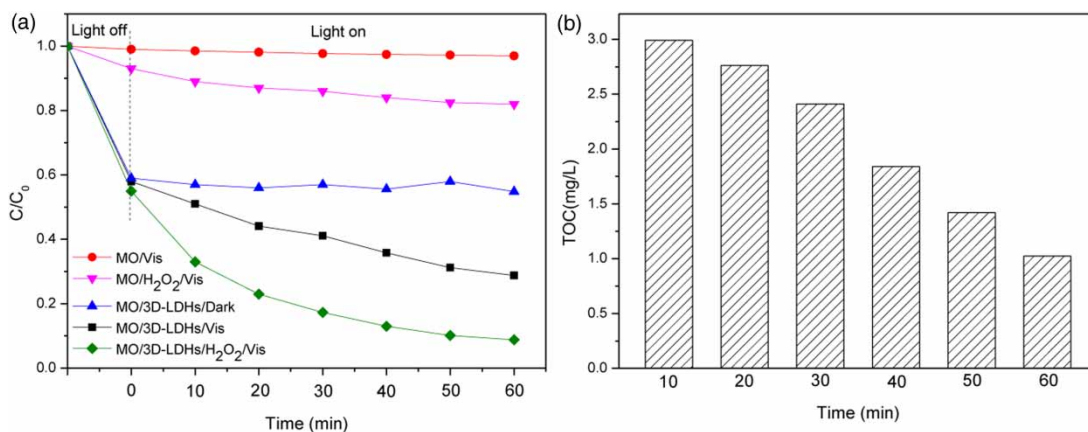 (a)
Light off
Light on
1.0
0.8
0.6
0.4
0.2
0.0
C/C₀
MO/Vis
MO/H₂O₂/Vis
MO/3D-LDHs/Dark
MO/3D-LDHs/Vis
MO/3D-LDHs/H₂O₂/Vis
0 10 20 30 40 50 60
Time (min)
(b)
3.0
2.5
2.0
1.5
1.0
0.5
0.0
TOC(mg/L)
10 20 30 40 50 60
Time (min)